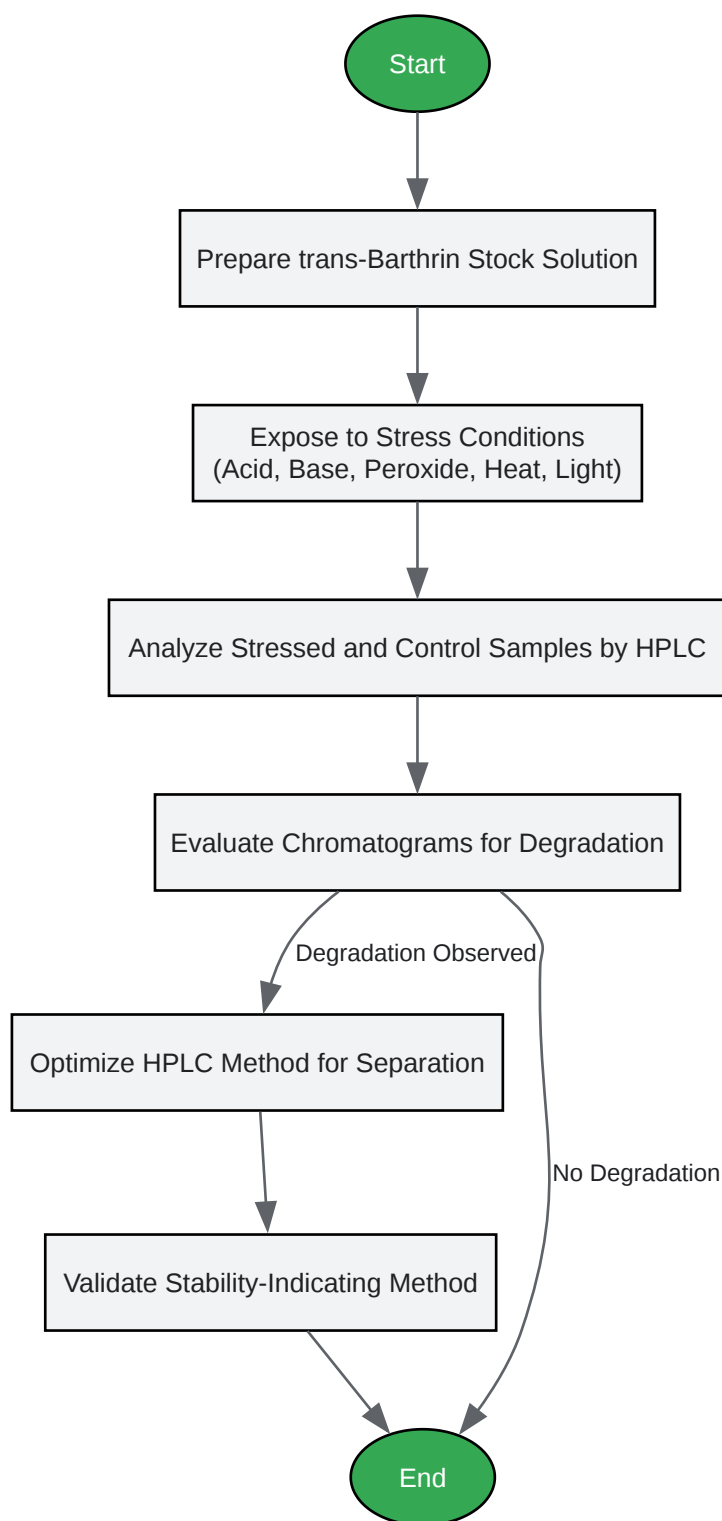 Start
Prepare trans-Barthrin Stock Solution
Expose to Stress Conditions
(Acid, Base, Peroxide, Heat, Light)
Analyze Stressed and Control Samples by HPLC
Evaluate Chromatograms for Degradation
Degradation Observed
Optimize HPLC Method for Separation
No Degradation
Validate Stability-Indicating Method
End